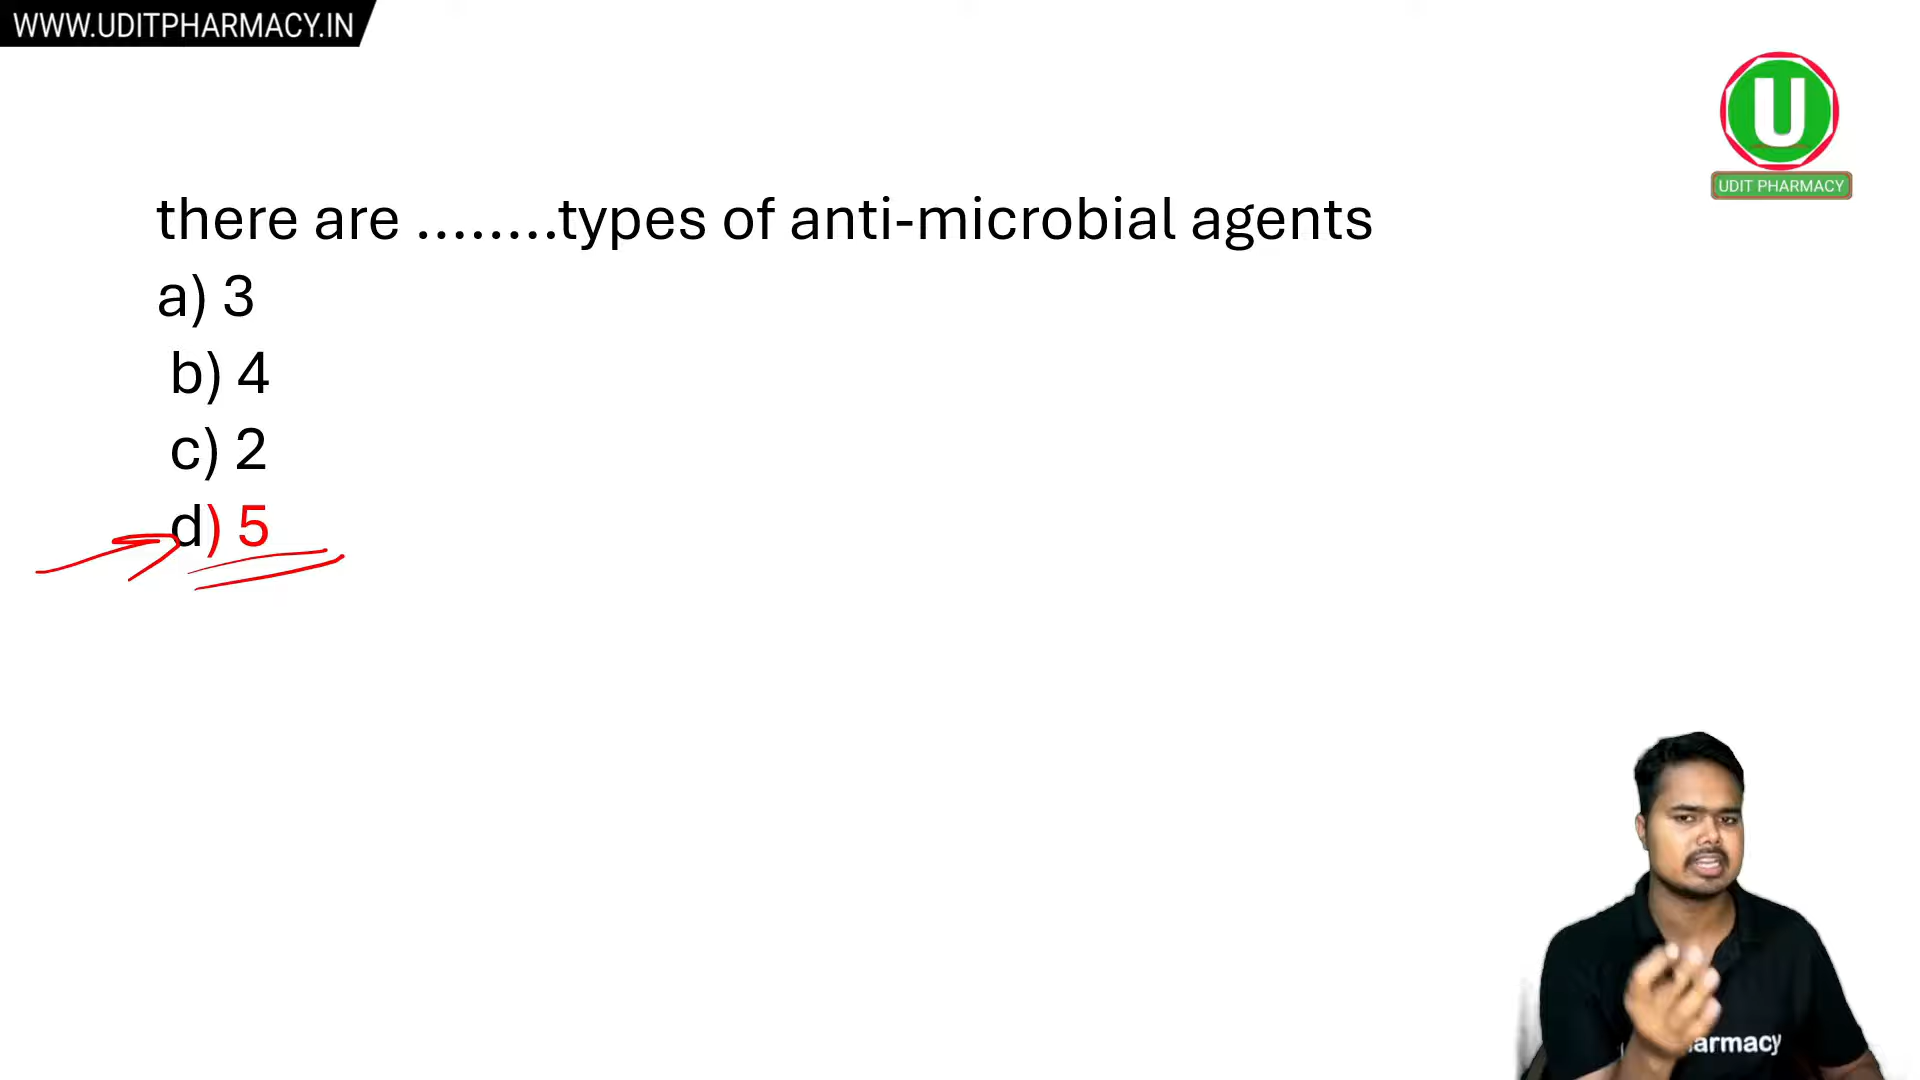 WWW.UDITPHARMACY.IN
U
UDIT PHARMACY
there are ........types of anti-microbial agents
a) 3
b) 4
c) 2
d) 5
armacy